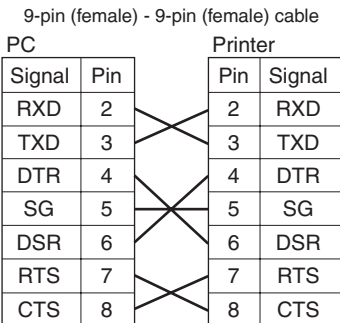 9-pin (female) - 9-pin (female) cable
PC Printer
Signal Pin Pin Signal
RXD 2 2 RXD
TXD 3 3 TXD
DTR 4 4 DTR
SG 5 5 SG
DSR 6 6 DSR
RTS 7 7 RTS
CTS 8 8 CTS